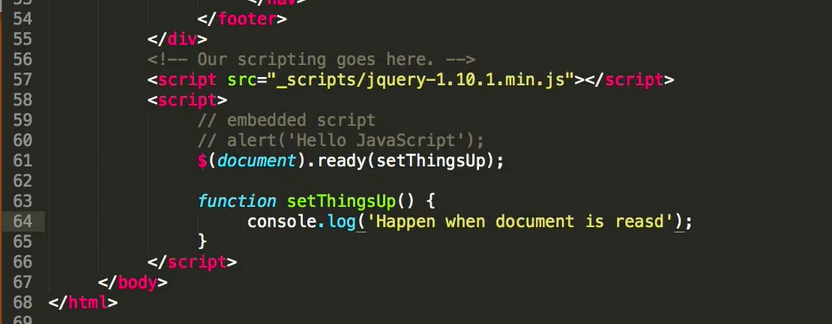 53 </nav>
54 </footer>
55 </div>
56 <!-- Our scripting goes here. -->
57 <script src="_scripts/jquery-1.10.1.min.js"></script>
58 <script>
59 // embedded script
60 // alert('Hello JavaScript');
61 $(document).ready(setThingsUp);
62
63 function setThingsUp() {
64 console.log('Happen when document is reasd');
65 }
66 </script>
67 </body>
68 </html>
69